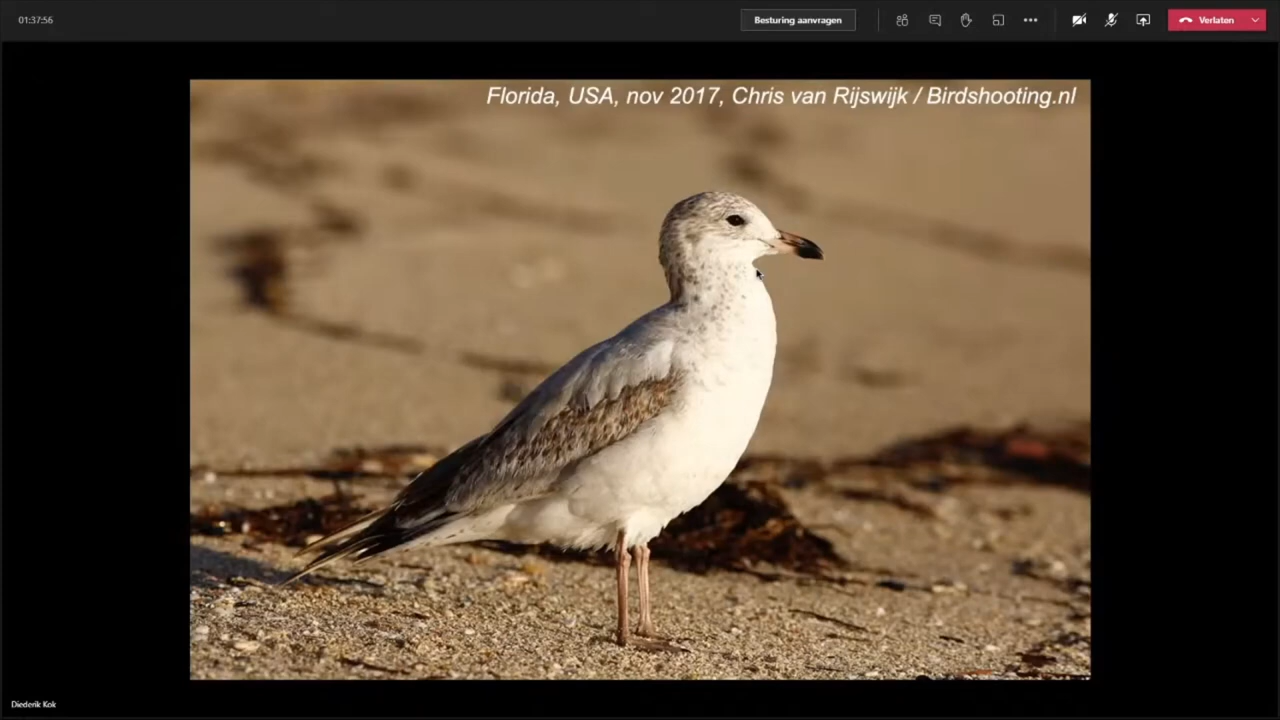 01:37:56
Besturing aanvragen
Verlaten
Florida, USA, nov 2017, Chris van Rijswijk / Birdshooting.nl
Diederik Kok